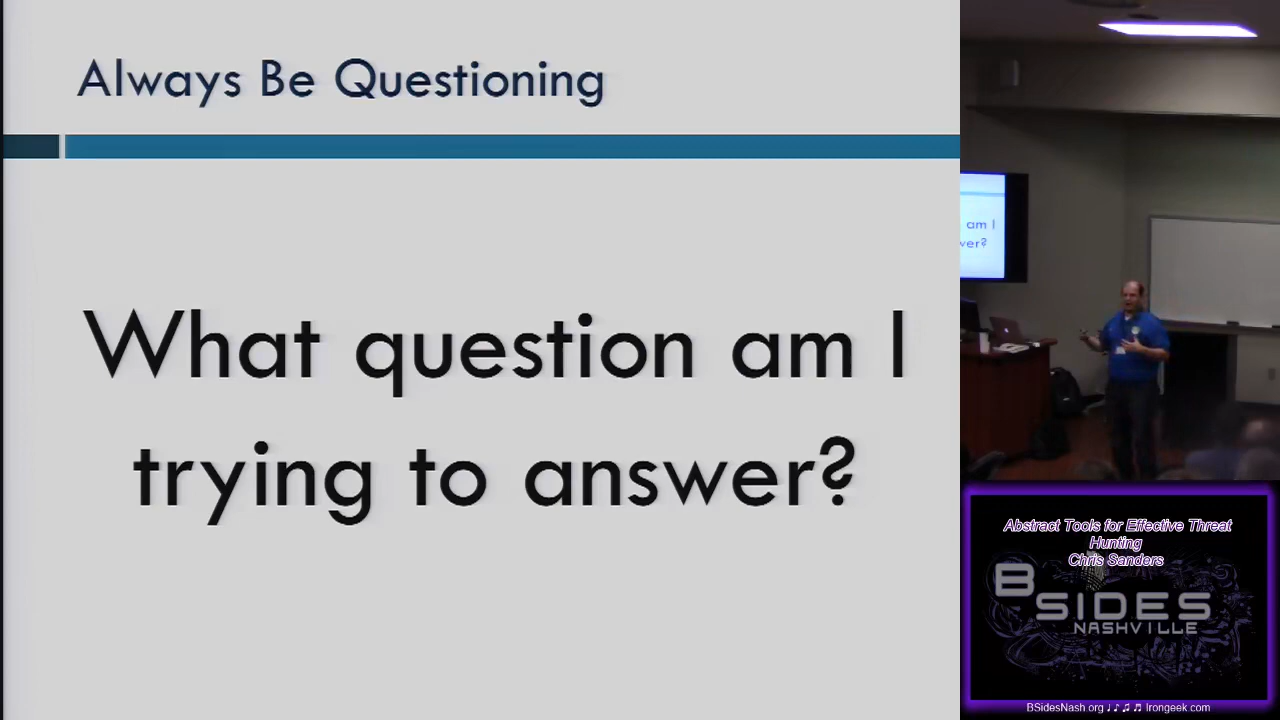 Always Be Questioning
What question am I
trying to answer?
am I
wer?
Abstract Tools for Effective Threat
Hunting
Chris Sanders
BSIDES
NASHVILLE
BSidesNash.org ♩ ♪ ♫ ♬ Irongeek.com